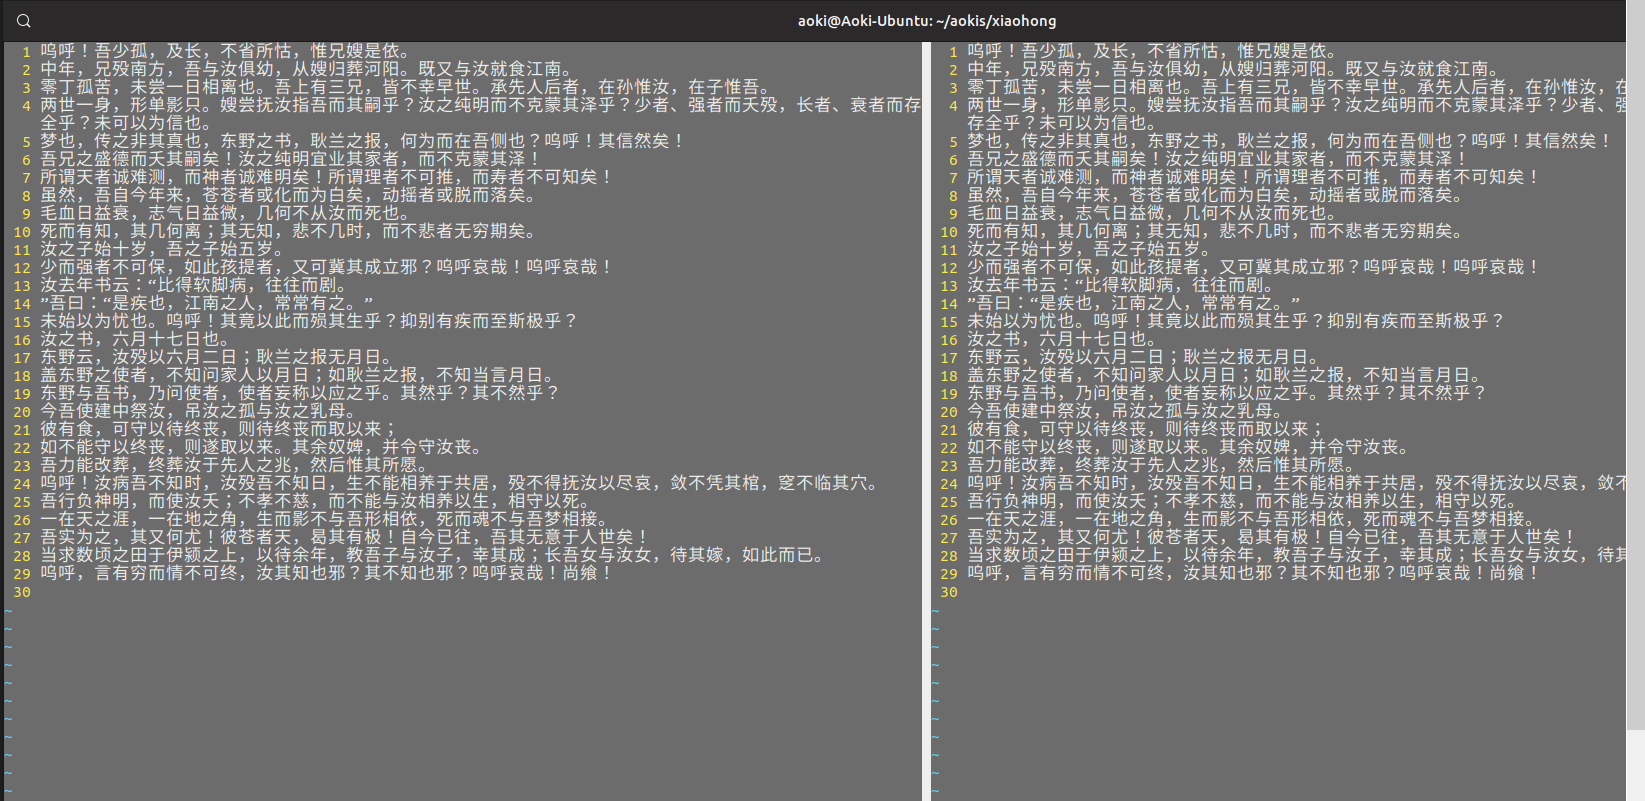 aoki@Aoki-Ubuntu: ~/aokis/xiaohong
1 呜呼！吾少孤，及长，不省所怙，惟兄嫂是依。
2 中年，兄殁南方，吾与汝俱幼，从嫂归葬河阳。既又与汝就食江南。
3 零丁孤苦，未尝一日相离也。吾上有三兄，皆不幸早世。承先人后者，在孙惟汝，在子惟吾。
4 两世一身，形单影只。嫂尝抚汝指吾而其嗣乎？汝之纯明而不克蒙其泽乎？少者、强者而夭殁，长者、衰者而存
全乎？未可以为信也。
5 梦也，传之非其真也，东野之书，耿兰之报，何为而在吾侧也？呜呼！其信然矣！
6 吾兄之盛德而夭其嗣矣！汝之纯明宜业其家者，而不克蒙其泽！
7 所谓天者诚难测，而神者诚难明矣！所谓理者不可推，而寿者不可知矣！
8 虽然，吾自今年来，苍苍者或化而为白矣，动摇者或脱而落矣。
9 毛血日益衰，志气日益微，几何不从汝而死也。
10 死而有知，其几何离；其无知，悲不几时，而不悲者无穷期矣。
11 汝之子始十岁，吾之子始五岁。
12 少而强者不可保，如此孩提者，又可冀其成立邪？呜呼哀哉！呜呼哀哉！
13 汝去年书云：“比得软脚病，往往而剧。
14 ”吾曰：“是疾也，江南之人，常常有之。”
15 未始以为忧也。呜呼！其竟以此而殒其生乎？抑别有疾而至斯极乎？
16 汝之书，六月十七日也。
17 东野云，汝殁以六月二日；耿兰之报无月日。
18 盖东野之使者，不知问家人以月日；如耿兰之报，不知当言月日。
19 东野与吾书，乃问使者，使者妄称以应之乎。其然乎？其不然乎？
20 今吾使建中祭汝，吊汝之孤与汝之乳母。
21 彼有食，可守以待终丧，则待终丧而取以来；
22 如不能守以终丧，则遂取以来。其余奴婢，并令守汝丧。
23 吾力能改葬，终葬汝于先人之兆，然后惟其所愿。
24 呜呼！汝病吾不知时，汝殁吾不知日，生不能相养于共居，殁不得抚汝以尽哀，敛不凭其棺，窆不临其穴。
25 吾行负神明，而使汝夭；不孝不慈，而不能与汝相养以生，相守以死。
26 一在天之涯，一在地之角，生而影不与吾形相依，死而魂不与吾梦相接。
27 吾实为之，其又何尤！彼苍者天，曷其有极！自今已往，吾其无意于人世矣！
28 当求数顷之田于伊颍之上，以待余年，教吾子与汝子，幸其成；长吾女与汝女，待其嫁，如此而已。
29 呜呼，言有穷而情不可终，汝其知也邪？其不知也邪？呜呼哀哉！尚飨！
30
~
~
~
~
~
~
~
~
~
~
~
1 呜呼！吾少孤，及长，不省所怙，惟兄嫂是依。
2 中年，兄殁南方，吾与汝俱幼，从嫂归葬河阳。既又与汝就食江南。
3 零丁孤苦，未尝一日相离也。吾上有三兄，皆不幸早世。承先人后者，在孙惟汝，在
4 两世一身，形单影只。嫂尝抚汝指吾而其嗣乎？汝之纯明而不克蒙其泽乎？少者、强
存全乎？未可以为信也。
5 梦也，传之非其真也，东野之书，耿兰之报，何为而在吾侧也？呜呼！其信然矣！
6 吾兄之盛德而夭其嗣矣！汝之纯明宜业其家者，而不克蒙其泽！
7 所谓天者诚难测，而神者诚难明矣！所谓理者不可推，而寿者不可知矣！
8 虽然，吾自今年来，苍苍者或化而为白矣，动摇者或脱而落矣。
9 毛血日益衰，志气日益微，几何不从汝而死也。
10 死而有知，其几何离；其无知，悲不几时，而不悲者无穷期矣。
11 汝之子始十岁，吾之子始五岁。
12 少而强者不可保，如此孩提者，又可冀其成立邪？呜呼哀哉！呜呼哀哉！
13 汝去年书云：“比得软脚病，往往而剧。
14 ”吾曰：“是疾也，江南之人，常常有之。”
15 未始以为忧也。呜呼！其竟以此而殒其生乎？抑别有疾而至斯极乎？
16 汝之书，六月十七日也。
17 东野云，汝殁以六月二日；耿兰之报无月日。
18 盖东野之使者，不知问家人以月日；如耿兰之报，不知当言月日。
19 东野与吾书，乃问使者，使者妄称以应之乎。其然乎？其不然乎？
20 今吾使建中祭汝，吊汝之孤与汝之乳母。
21 彼有食，可守以待终丧，则待终丧而取以来；
22 如不能守以终丧，则遂取以来。其余奴婢，并令守汝丧。
23 吾力能改葬，终葬汝于先人之兆，然后惟其所愿。
24 呜呼！汝病吾不知时，汝殁吾不知日，生不能相养于共居，殁不得抚汝以尽哀，敛不
25 吾行负神明，而使汝夭；不孝不慈，而不能与汝相养以生，相守以死。
26 一在天之涯，一在地之角，生而影不与吾形相依，死而魂不与吾梦相接。
27 吾实为之，其又何尤！彼苍者天，曷其有极！自今已往，吾其无意于人世矣！
28 当求数顷之田于伊颍之上，以待余年，教吾子与汝子，幸其成；长吾女与汝女，待其
29 呜呼，言有穷而情不可终，汝其知也邪？其不知也邪？呜呼哀哉！尚飨！
30
~
~
~
~
~
~
~
~
~
~
~